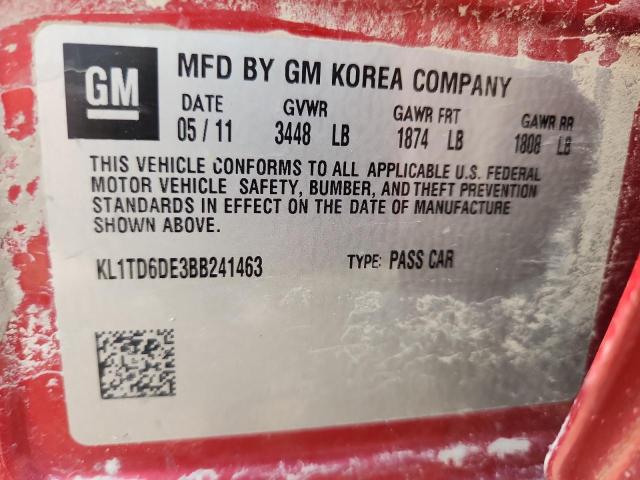 GM MFD BY GM KOREA COMPANY
DATE GVWR GAWR FRT GAWR RR
05 / 11 3448 LB 1874 LB 1808 LB
THIS VEHICLE CONFORMS TO ALL APPLICABLE U.S. FEDERAL
MOTOR VEHICLE SAFETY, BUMBER, AND THEFT PREVENTION
STANDARDS IN EFFECT ON THE DATE OF MANUFACTURE
SHOWN ABOVE.
KL1TD6DE3BB241463 TYPE: PASS CAR